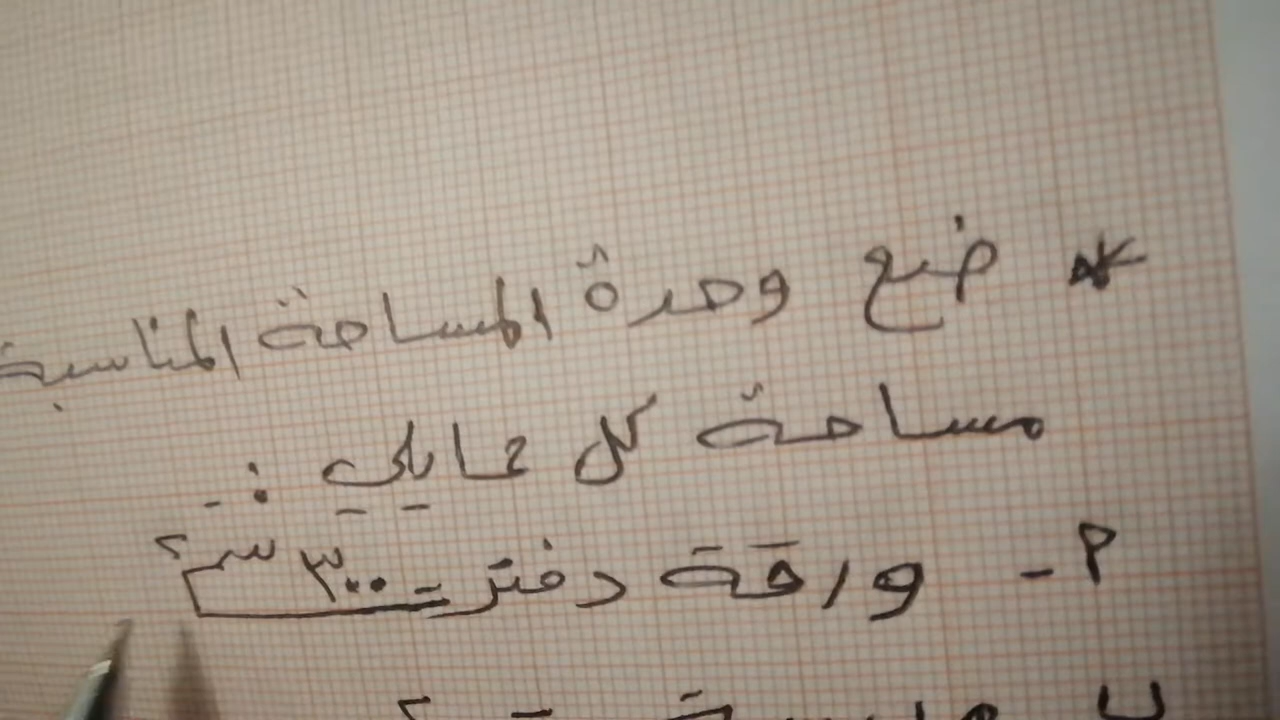 * ضع وحدة المساحة المناسبة
مساحة كل مما يلي :-
P - ورقة دفتر = ٣٠٠ سم٢